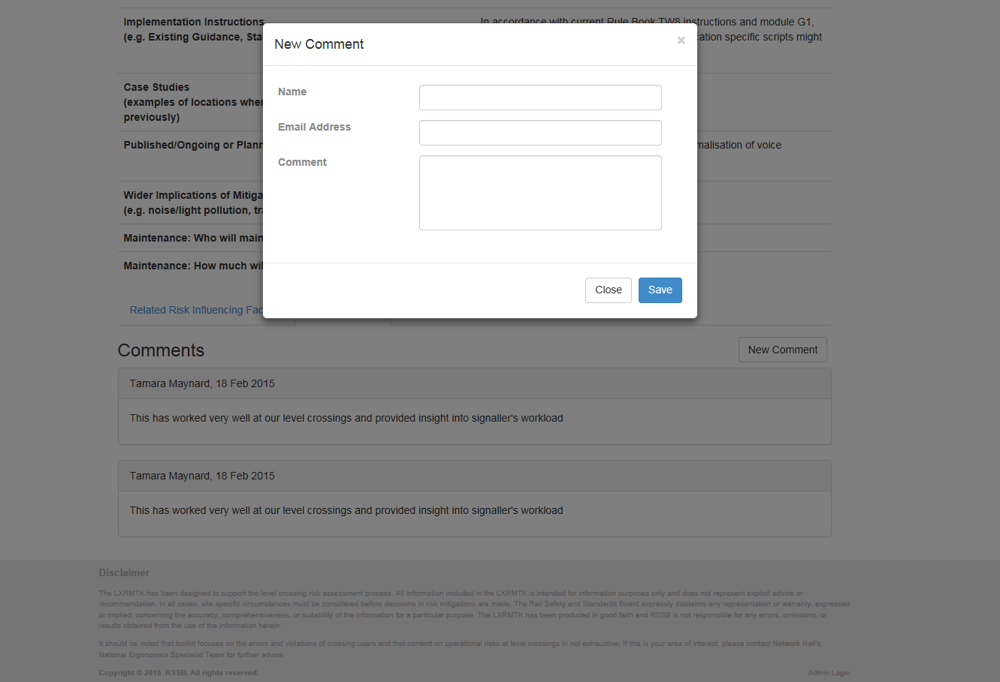 Implementation Instructions
(e.g. Existing Guidance, Sta
In accordance with current Rule Book TW8 instructions and module G1,
cation specific scripts might
New Comment
×
Case Studies
(examples of locations wher
previously)
Name
Email Address
Published/Ongoing or Plann
malisation of voice
Comment
Wider Implications of Mitiga
(e.g. noise/light pollution, tra
Maintenance: Who will main
Maintenance: How much wil
Close
Save
Related Risk Influencing Fac
Comments
New Comment
Tamara Maynard, 18 Feb 2015
This has worked very well at our level crossings and provided insight into signaller's workload
Tamara Maynard, 18 Feb 2015
This has worked very well at our level crossings and provided insight into signaller's workload
Disclaimer
The LXRMTK has been designed to support the level crossing risk assessment process. All information included in the LXRMTK is intended for information purposes only and does not represent explicit advice or
recommendation. In all cases, site specific circumstances must be considered before decisions in risk mitigations are made. The Rail Safety and Standards Board expressly disclaims any representation or warranty, expressed
or implied, concerning the accuracy, comprehensiveness, or suitability of the information for a particular purpose. The LXRMTK has been produced in good faith and RSSB is not responsible for any errors, omissions, or
results obtained from the use of the information herein.
It should be noted that toolkit focuses on the errors and violations of crossing users and that content on operational risks at level crossings in not exhaustive. If this is your area of interest, please contact Network Rail's
National Ergonomics Specialist Team for further advice.
Copyright © 2015. RSSB. All rights reserved.
Admin Login